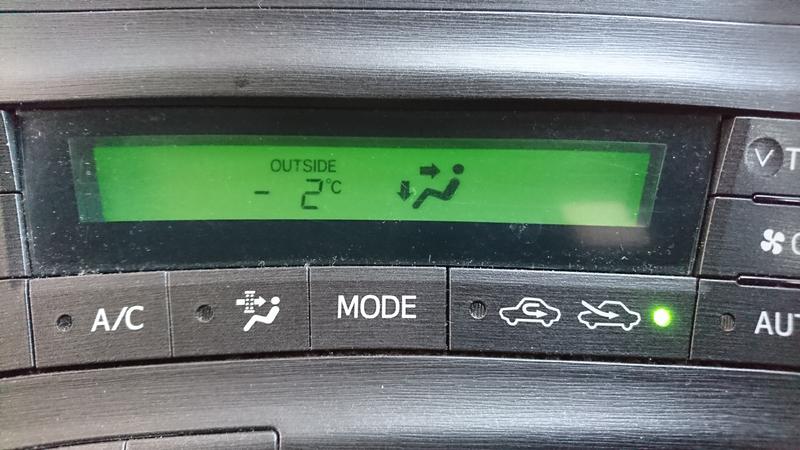 OUTSIDE
- 2°C
A/C
MODE